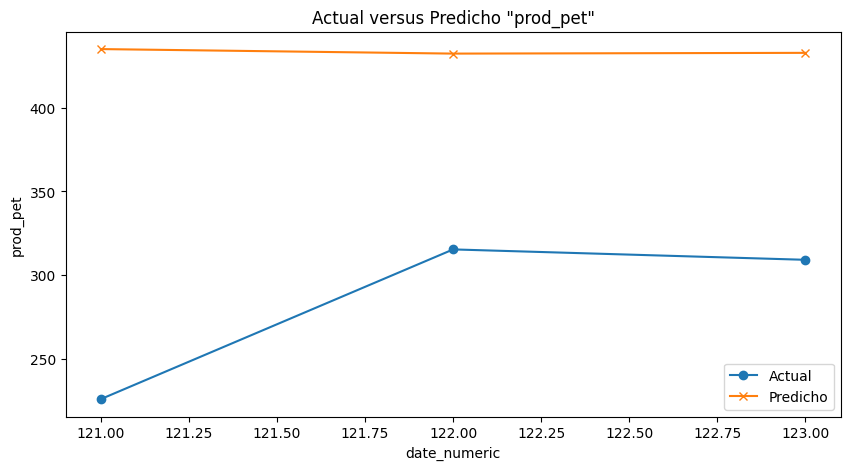 Actual versus Predicho "prod_pet"
prod_pet
400
350
300
250
121.00 121.25 121.50 121.75 122.00 122.25 122.50 122.75 123.00
date_numeric
Actual
Predicho